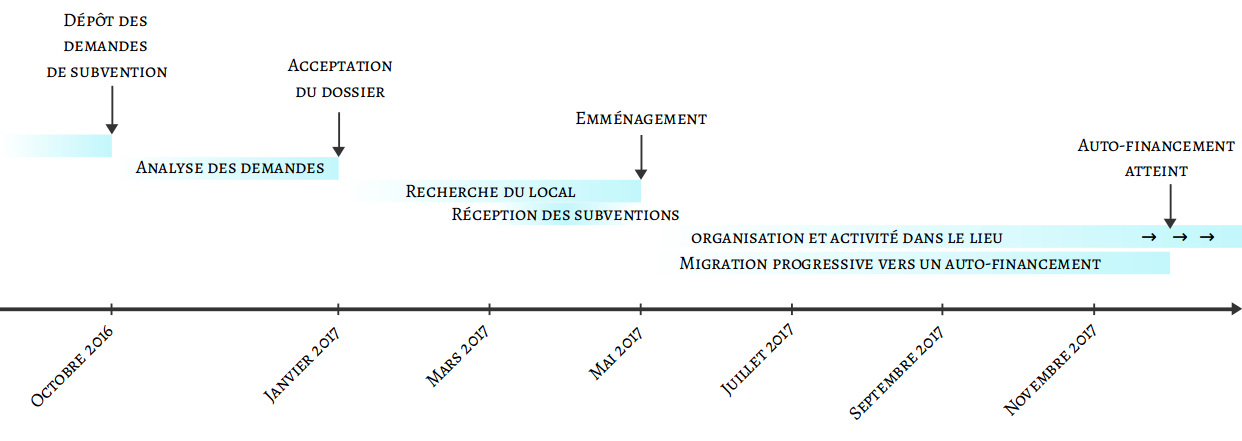 Dépôt des
demandes
de subvention
Acceptation
du dossier
Emménagement
Auto-financement
atteint
Analyse des demandes
Recherche du local
Réception des subventions
organisation et activité dans le lieu → → →
Migration progressive vers un auto-financement
Octobre 2016
Janvier 2017
Mars 2017
Mai 2017
Juillet 2017
Septembre 2017
Novembre 2017